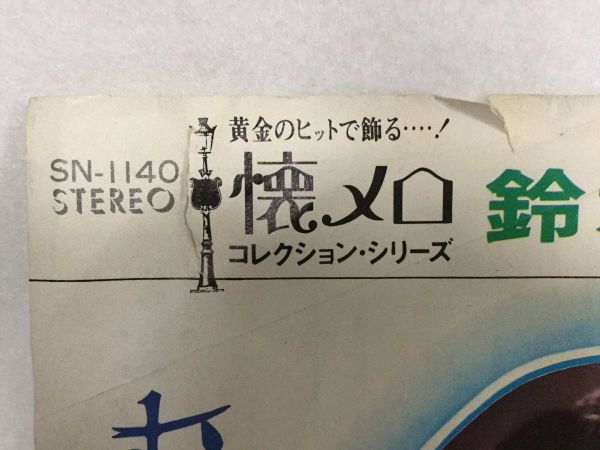 SN-1140
STEREO
黄金のヒットで飾る‥‥!
懐メロ
コレクション・シリーズ
鈴